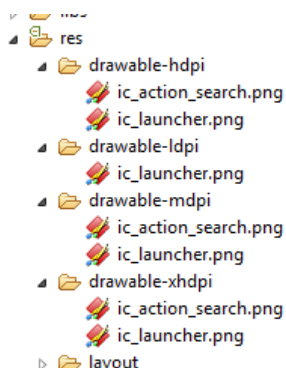 libs
res
drawable-hdpi
ic_action_search.png
ic_launcher.png
drawable-ldpi
ic_launcher.png
drawable-mdpi
ic_action_search.png
ic_launcher.png
drawable-xhdpi
ic_action_search.png
ic_launcher.png
layout